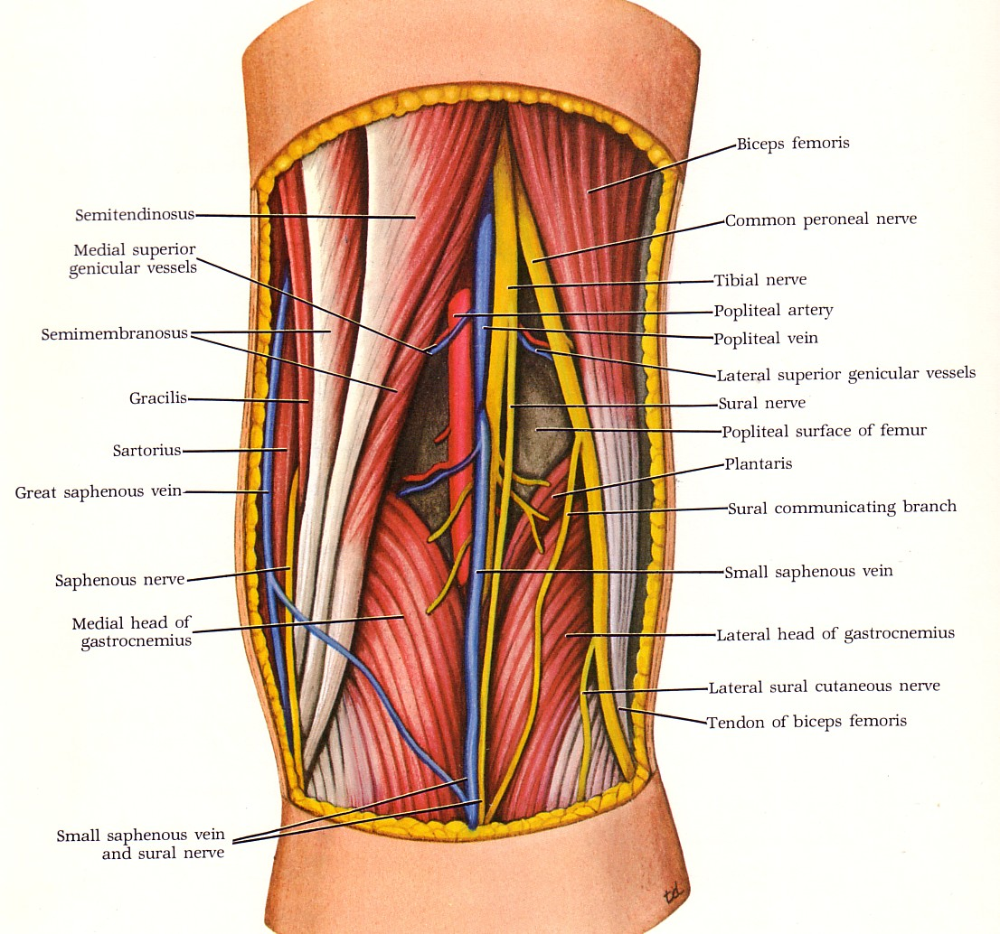 Semitendinosus
Medial superior
genicular vessels
Semimembranosus
Gracilis
Sartorius
Great saphenous vein
Saphenous nerve
Medial head of
gastrocnemius
Small saphenous vein
and sural nerve
Biceps femoris
Common peroneal nerve
Tibial nerve
Popliteal artery
Popliteal vein
Lateral superior genicular vessels
Sural nerve
Popliteal surface of femur
Plantaris
Sural communicating branch
Small saphenous vein
Lateral head of gastrocnemius
Lateral sural cutaneous nerve
Tendon of biceps femoris